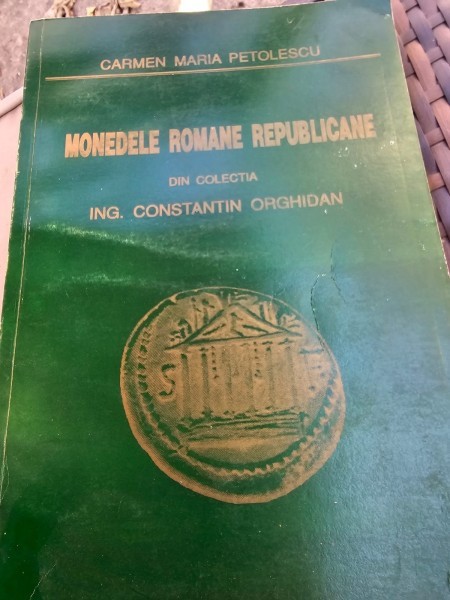 CARMEN MARIA PETOLESCU
MONEDELE ROMANE REPUBLICANE
DIN COLECTIA
ING. CONSTANTIN ORGHIDAN